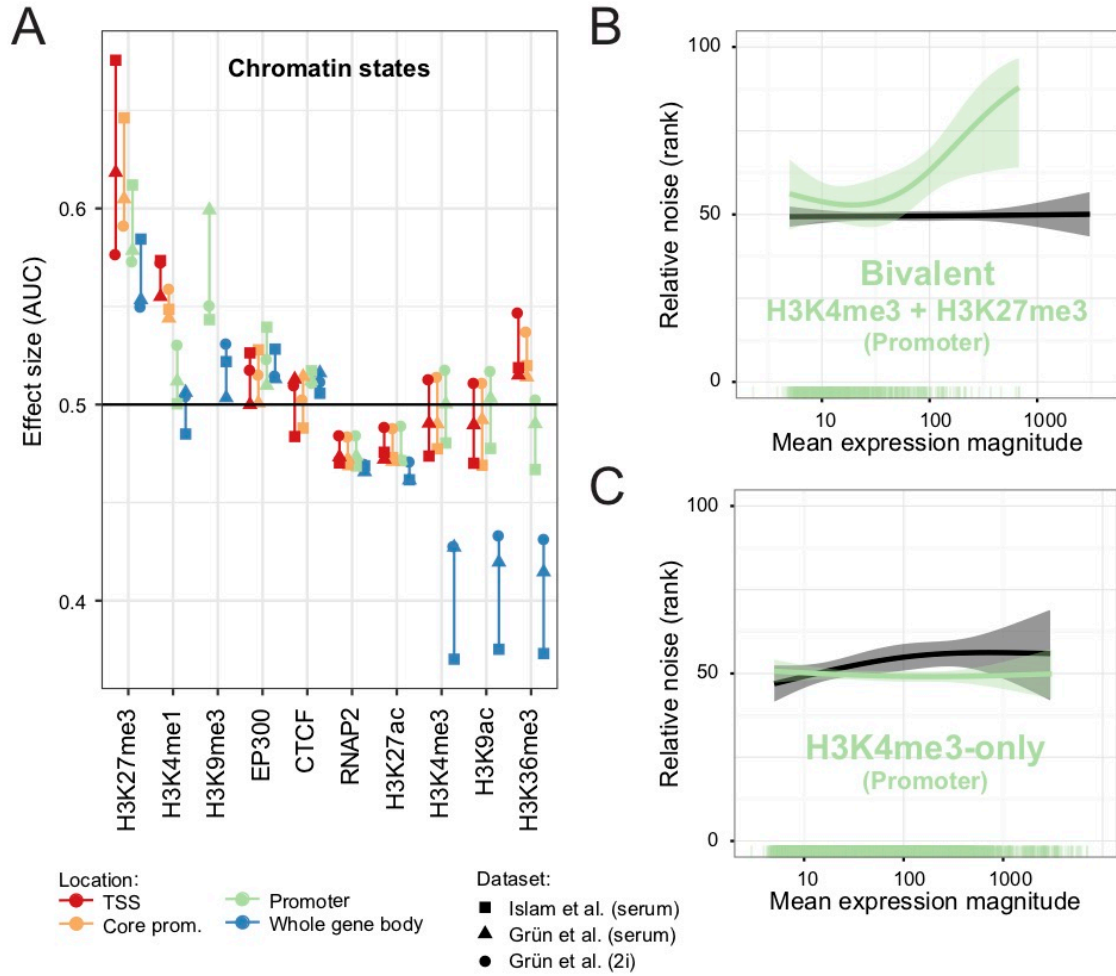 A
Chromatin states
Effect size (AUC)
0.6
0.5
0.4
H3K27me3
H3K4me1
H3K9me3
EP300
CTCF
RNAP2
H3K27ac
H3K4me3
H3K9ac
H3K36me3
Location:
TSS
Core prom.
Promoter
Whole gene body
Dataset:
Islam et al. (serum)
Grün et al. (serum)
Grün et al. (2i)
B
Relative noise (rank)
100
50
0
Bivalent
H3K4me3 + H3K27me3
(Promoter)
10 100 1000
Mean expression magnitude
C
Relative noise (rank)
100
50
0
H3K4me3-only
(Promoter)
10 100 1000
Mean expression magnitude